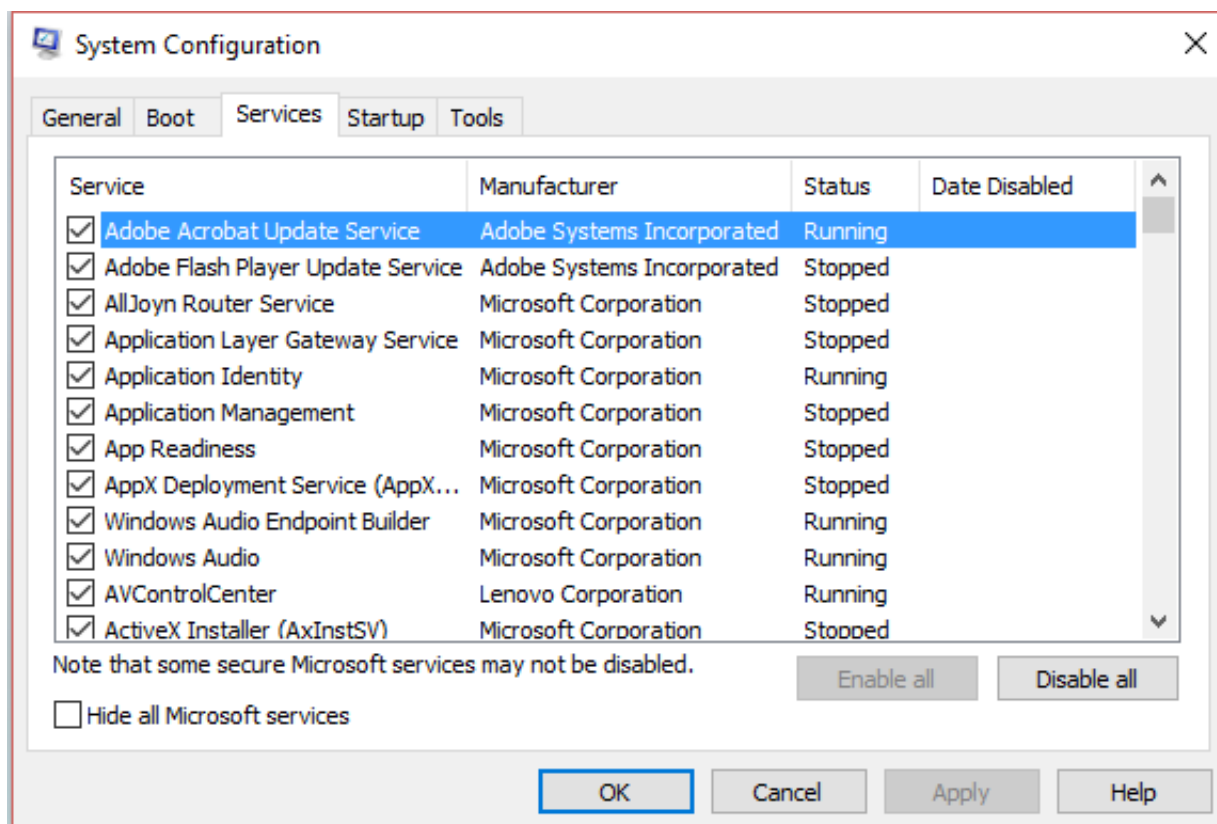 System Configuration
General Boot Services Startup Tools
Service Manufacturer Status Date Disabled
Adobe Acrobat Update Service Adobe Systems Incorporated Running
Adobe Flash Player Update Service Adobe Systems Incorporated Stopped
AllJoyn Router Service Microsoft Corporation Stopped
Application Layer Gateway Service Microsoft Corporation Stopped
Application Identity Microsoft Corporation Running
Application Management Microsoft Corporation Stopped
App Readiness Microsoft Corporation Stopped
AppX Deployment Service (AppX... Microsoft Corporation Stopped
Windows Audio Endpoint Builder Microsoft Corporation Running
Windows Audio Microsoft Corporation Running
AVControlCenter Lenovo Corporation Running
ActiveX Installer (AxInstSV) Microsoft Corporation Stopped
Note that some secure Microsoft services may not be disabled.
Enable all Disable all
Hide all Microsoft services
OK Cancel Apply Help